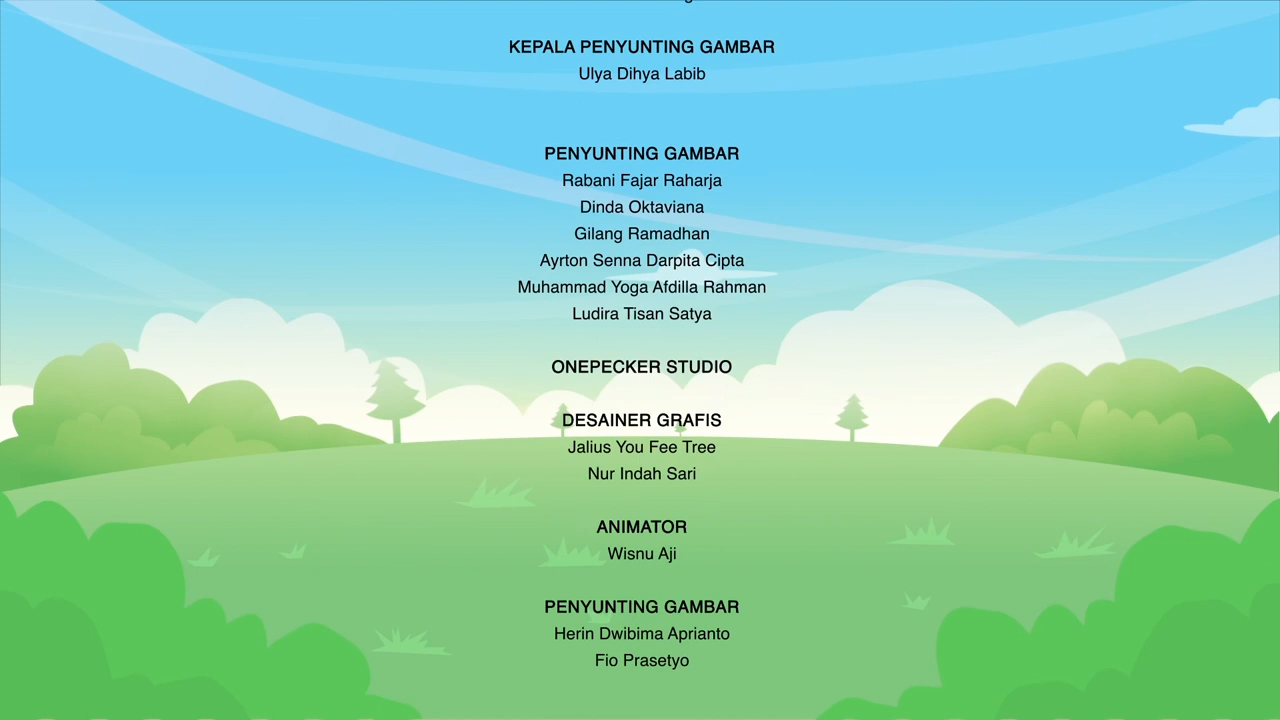 KEPALA PENYUNTING GAMBAR
Ulya Dihya Labib
PENYUNTING GAMBAR
Rabani Fajar Raharja
Dinda Oktaviana
Gilang Ramadhan
Ayrton Senna Darpita Cipta
Muhammad Yoga Afdilla Rahman
Ludira Tisan Satya
ONEPECKER STUDIO
DESAINER GRAFIS
Jalius You Fee Tree
Nur Indah Sari
ANIMATOR
Wisnu Aji
PENYUNTING GAMBAR
Herin Dwibima Aprianto
Fio Prasetyo